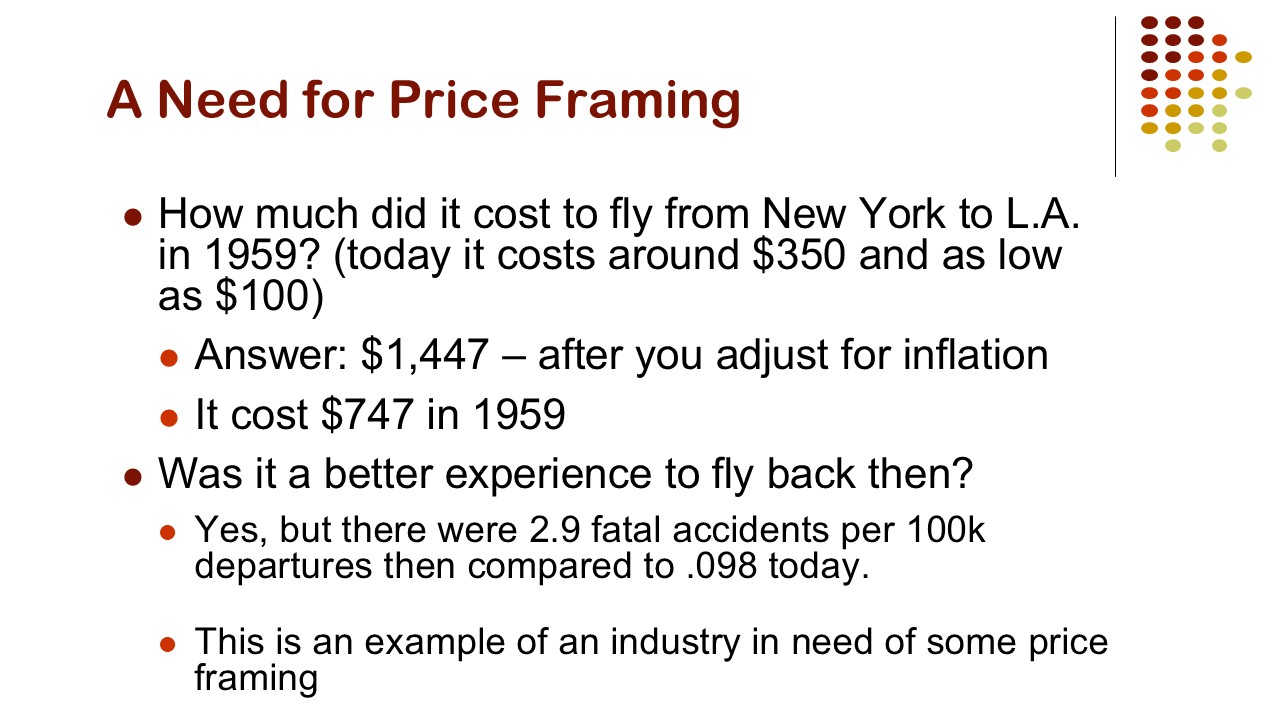 A Need for Price Framing
● How much did it cost to fly from New York to L.A.
in 1959? (today it costs around $350 and as low
as $100)
● Answer: $1,447 – after you adjust for inflation
● It cost $747 in 1959
● Was it a better experience to fly back then?
● Yes, but there were 2.9 fatal accidents per 100k
departures then compared to .098 today.
● This is an example of an industry in need of some price
framing